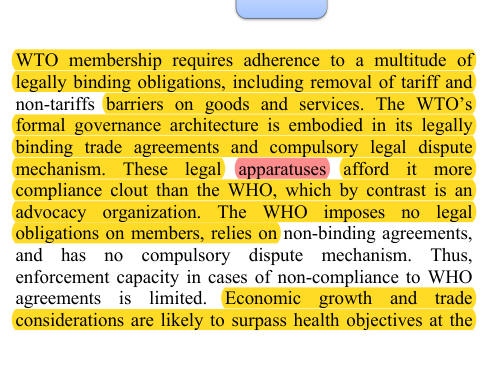 WTO membership requires adherence to a multitude of
legally binding obligations, including removal of tariff and
non-tariffs barriers on goods and services. The WTO’s
formal governance architecture is embodied in its legally
binding trade agreements and compulsory legal dispute
mechanism. These legal apparatuses afford it more
compliance clout than the WHO, which by contrast is an
advocacy organization. The WHO imposes no legal
obligations on members, relies on non-binding agreements,
and has no compulsory dispute mechanism. Thus,
enforcement capacity in cases of non-compliance to WHO
agreements is limited. Economic growth and trade
considerations are likely to surpass health objectives at the